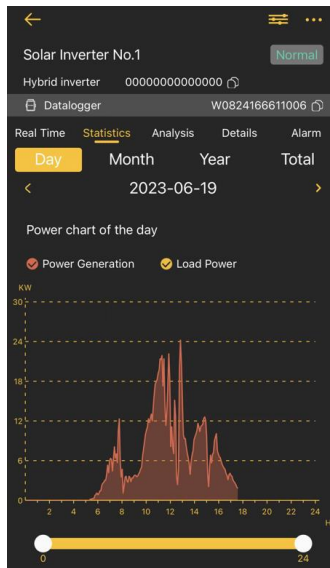 Solar Inverter No.1
Normal
Hybrid inverter 00000000000000
Datalogger W0824166611006
Real Time Statistics Analysis Details Alarm
Day Month Year Total
2023-06-19
Power chart of the day
Power Generation Load Power
KW
30
24
18
12
6
0
2 4 6 8 10 12 14 16 18 20 22 24
H
0 24